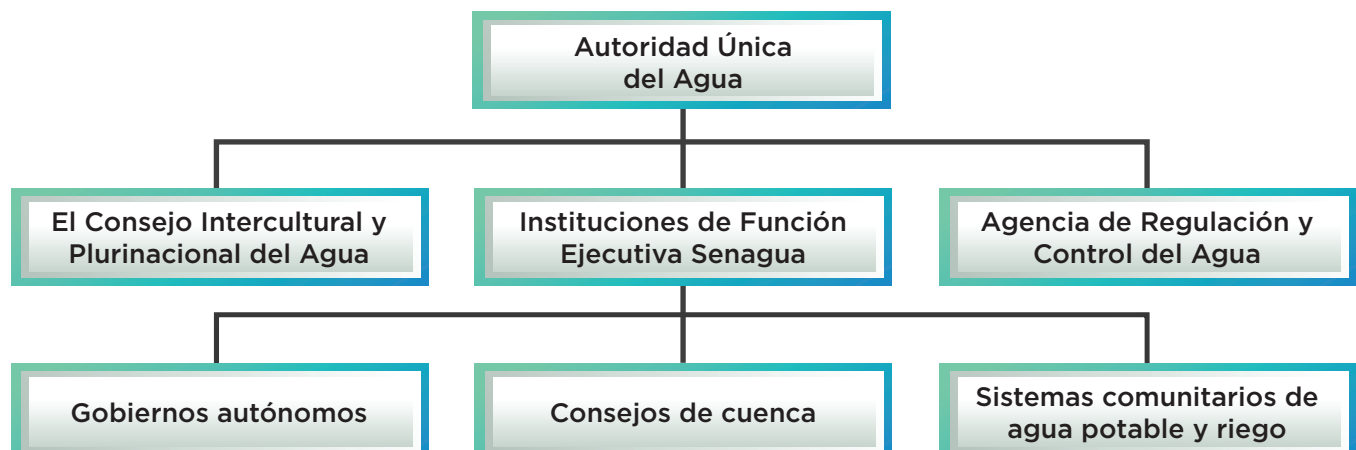 Autoridad Única
del Agua
El Consejo Intercultural y
Plurinacional del Agua
Instituciones de Función
Ejecutiva Senagua
Agencia de Regulación y
Control del Agua
Gobiernos autónomos
Consejos de cuenca
Sistemas comunitarios de
agua potable y riego